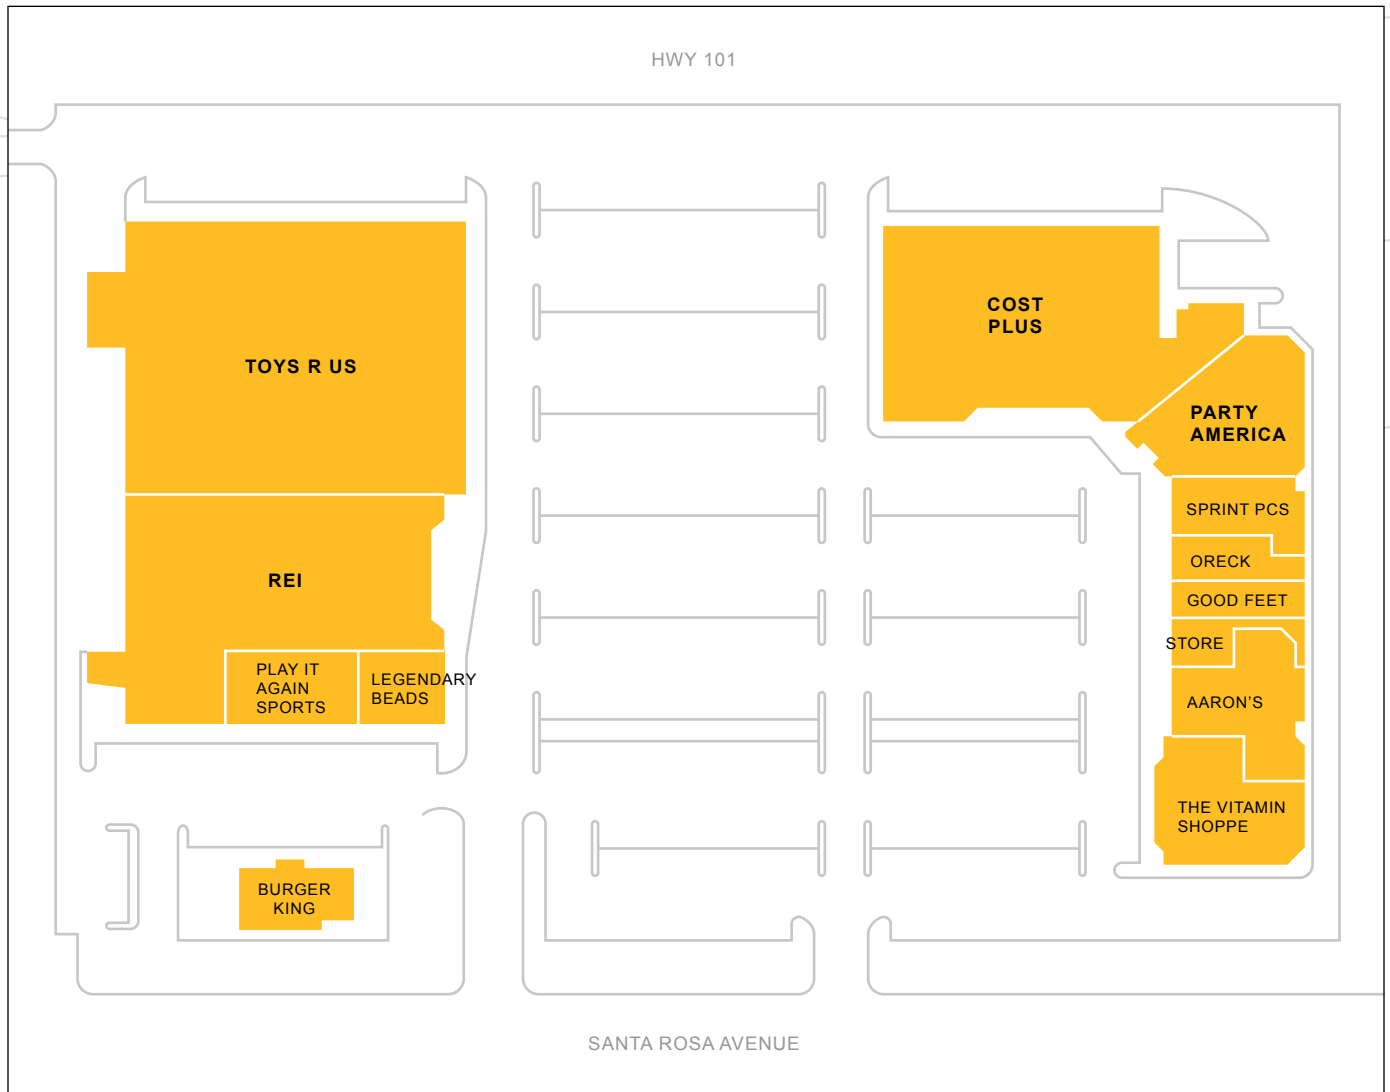 HWY 101
COST
PLUS
TOYS R US
PARTY
AMERICA
SPRINT PCS
ORECK
REI
GOOD FEET
STORE
PLAY IT
AGAIN
SPORTS
LEGENDARY
BEADS
AARON'S
THE VITAMIN
SHOPPE
BURGER
KING
SANTA ROSA AVENUE